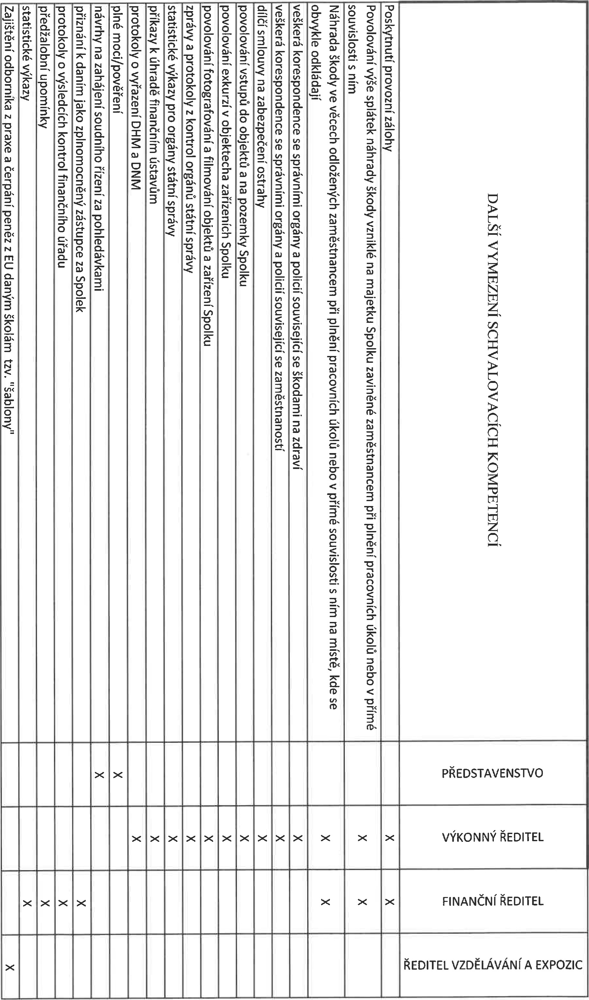 DALŠÍ VYMEZENÍ SCHVALOVACÍCH KOMPETENCÍ
PŘEDSTAVENSTVO
VÝKONNÝ ŘEDITEL
FINANČNÍ ŘEDITEL
ŘEDITEL VZDĚLÁVÁNÍ A EXPOZIC
Poskytnutí provozní zálohy X X
Povolování výše splátek náhrady škody vzniklé na majetku Spolku zaviněné zaměstnancem při plnění pracovních úkolů nebo v přímé
souvislosti s ním X X
Náhrada škody ve věcech odložených zaměstnancem při plnění pracovních úkolů nebo v přímé souvislosti s ním na místě, kde se
obvykle odkládají X X
veškerá korespondence se správními orgány a policií související se škodami na zdraví X
veškerá korespondence se správními orgány a policií související se zaměstnaností X
dílčí smlouvy na zabezpečení ostrahy X
povolování vstupů do objektů a na pozemky Spolku X
povolování exkurzí v objektecha zařízeních Spolku X
povolování fotografování a filmování objektů a zařízení Spolku X
zprávy a protokoly z kontrol orgánů státní správy X
statistické výkazy pro orgány státní správy X
příkazy k úhradě finančním ústavům X
protokoly o vyřazení DHM a DNM X
plné moci/pověření X
návrhy na zahájení soudního řízení za pohledávkami X
přiznání k daním jako zplnomocněný zástupce za Spolek X
protokoly o výsledcích kontrol finančního úřadu X
předžalobní upomínky X
statistické výkazy X
Zajištění odborníka z praxe a čerpání peněz z EU daným školám tzv. "šablony" X